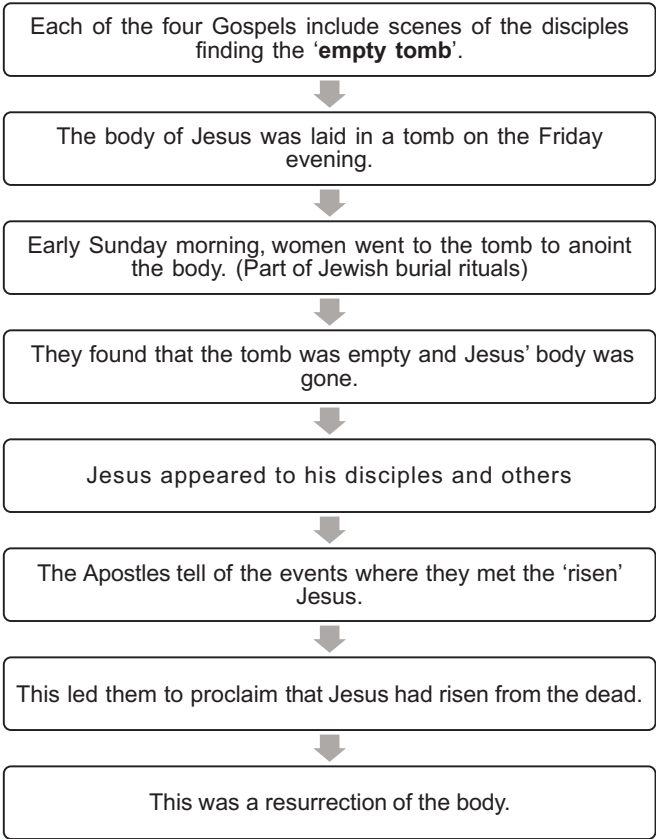 Each of the four Gospels include scenes of the disciples
finding the ‘empty tomb’.
The body of Jesus was laid in a tomb on the Friday
evening.
Early Sunday morning, women went to the tomb to anoint
the body. (Part of Jewish burial rituals)
They found that the tomb was empty and Jesus’ body was
gone.
Jesus appeared to his disciples and others
The Apostles tell of the events where they met the ‘risen’
Jesus.
This led them to proclaim that Jesus had risen from the dead.
This was a resurrection of the body.